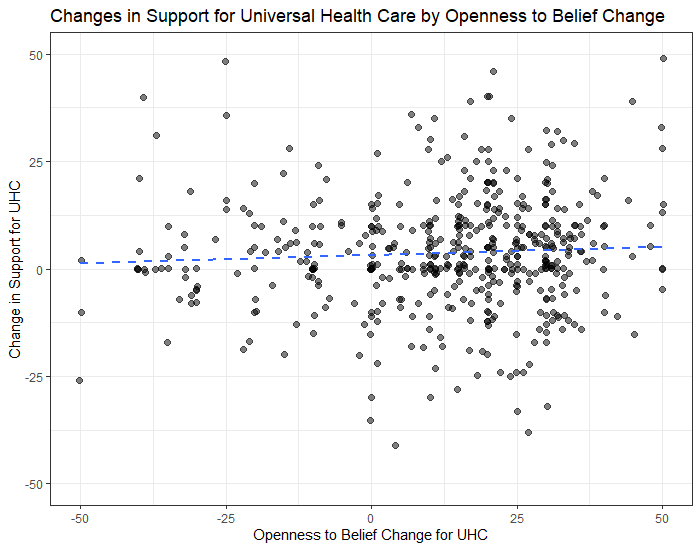 Changes in Support for Universal Health Care by Openness to Belief Change
50
25
0
-25
-50
Change in Support for UHC
-50 -25 0 25 50
Openness to Belief Change for UHC